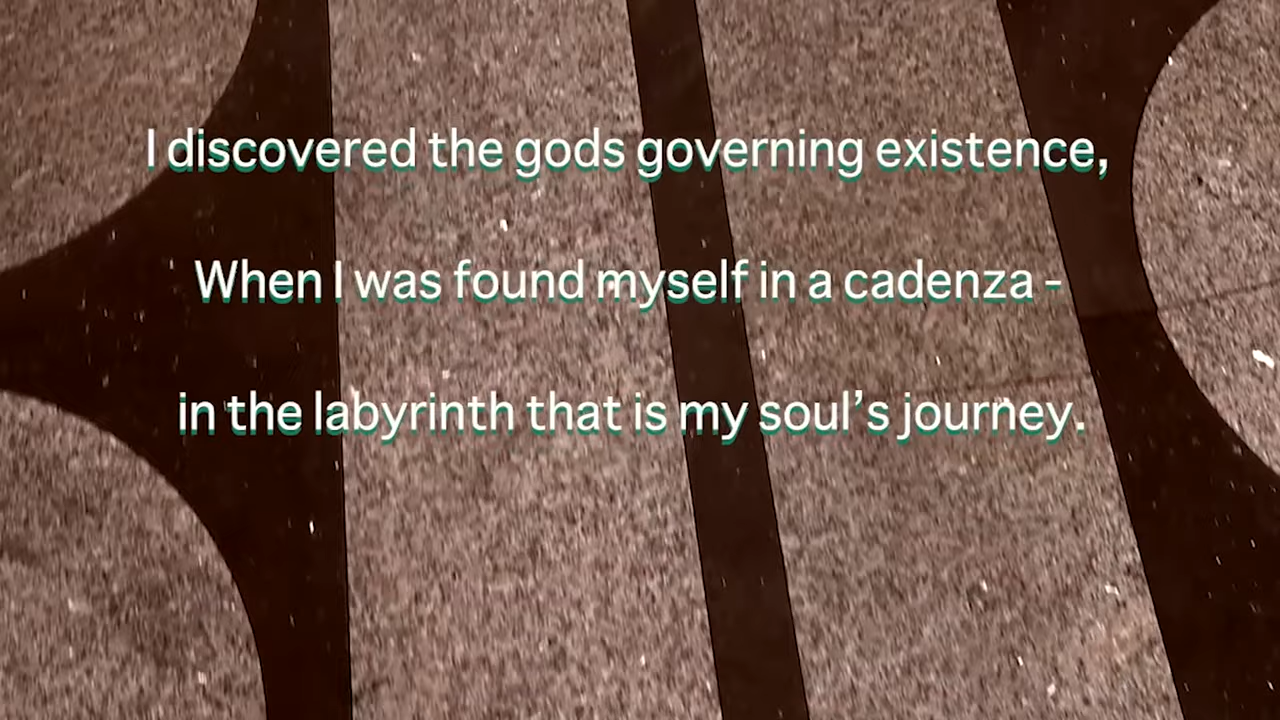 I discovered the gods governing existence,
When I was found myself in a cadenza -
in the labyrinth that is my soul’s journey.